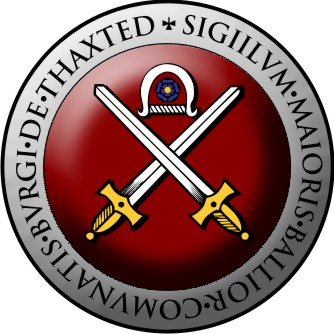 ✠ SIGIILVM · MAIORIS · BALLIOR · COMVNATIS · BVRGI · DE · THAXTED